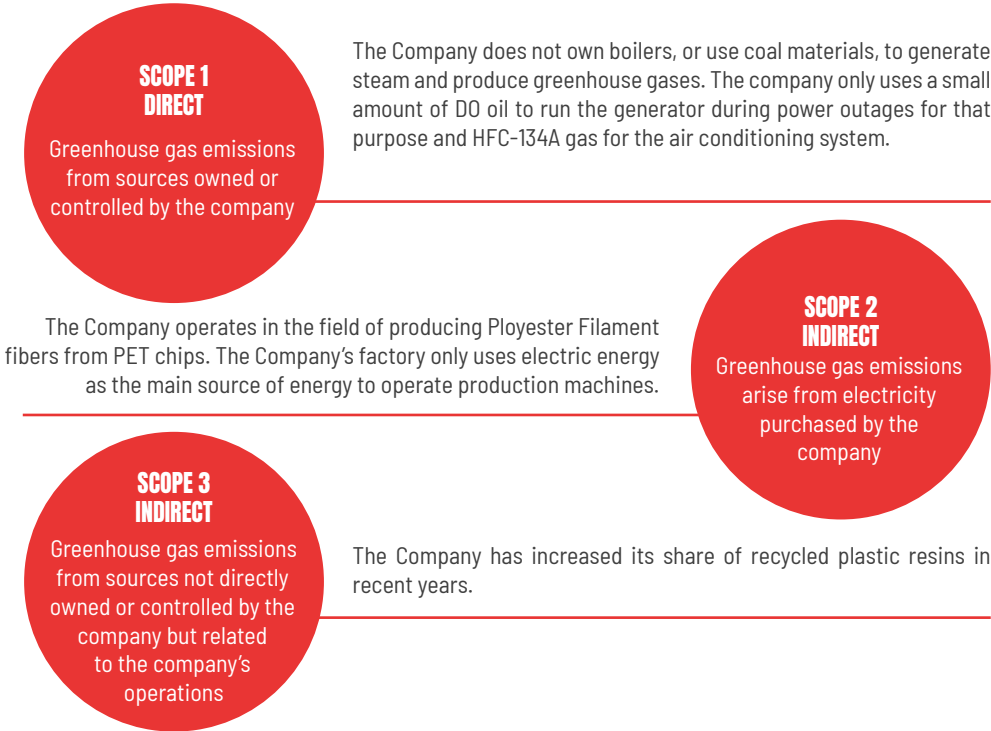 SCOPE 1
DIRECT
Greenhouse gas emissions
from sources owned or
controlled by the company
The Company does not own boilers, or use coal materials, to generate
steam and produce greenhouse gases. The company only uses a small
amount of DO oil to run the generator during power outages for that
purpose and HFC-134A gas for the air conditioning system.
The Company operates in the field of producing Ployester Filament
fibers from PET chips. The Company's factory only uses electric energy
as the main source of energy to operate production machines.
SCOPE 2
INDIRECT
Greenhouse gas emissions
arise from electricity
purchased by the
company
SCOPE 3
INDIRECT
Greenhouse gas emissions
from sources not directly
owned or controlled by the
company but related
to the company's
operations
The Company has increased its share of recycled plastic resins in
recent years.